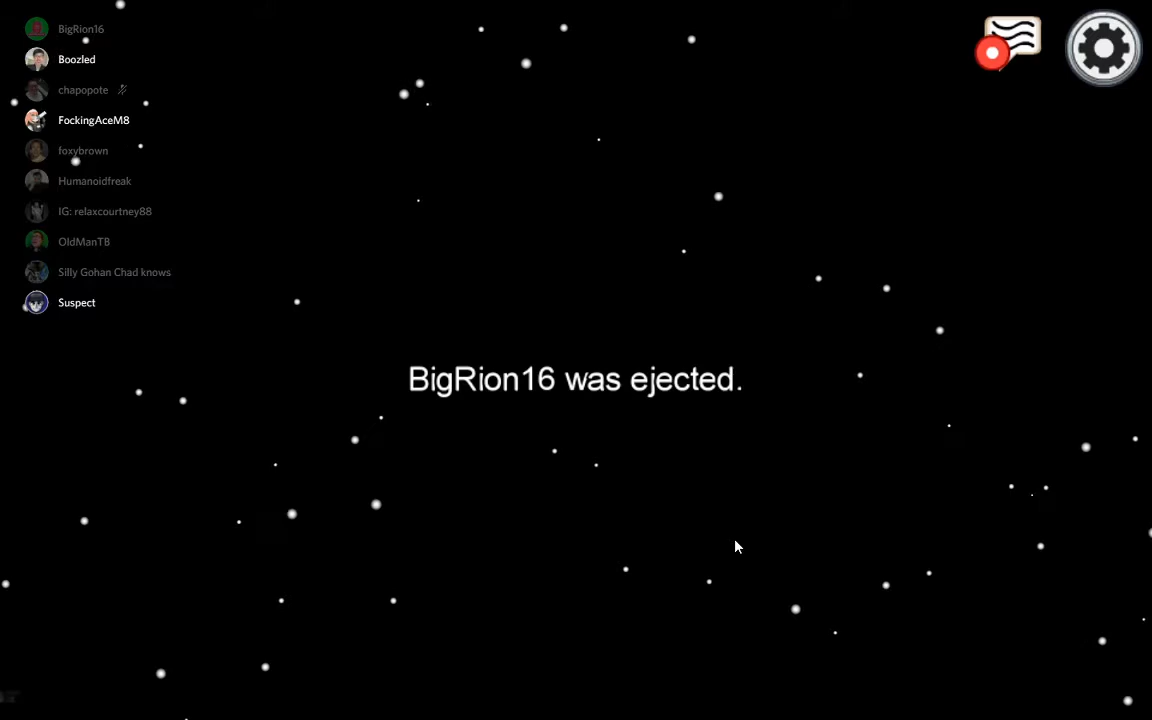 BigRion16
Boozled
chapopote
FockingAceM8
foxybrown
Humanoidfreak
IG: relaxcourtney88
OldManTB
Silly Gohan Chad knows
Suspect
BigRion16 was ejected.